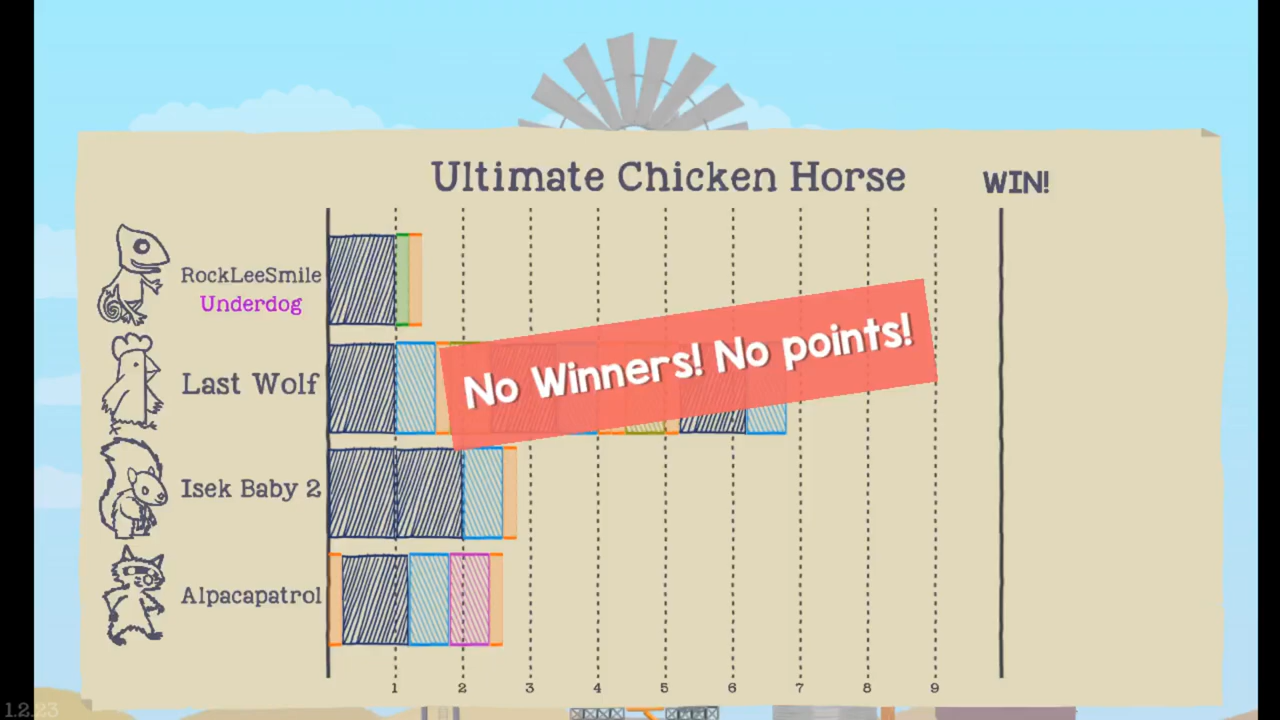 Ultimate Chicken Horse
WIN!
RockLeeSmile
Underdog
No Winners! No points!
Last Wolf
Isek Baby 2
Alpacapatrol
1 2 3 4 5 6 7 8 9
1.2.23